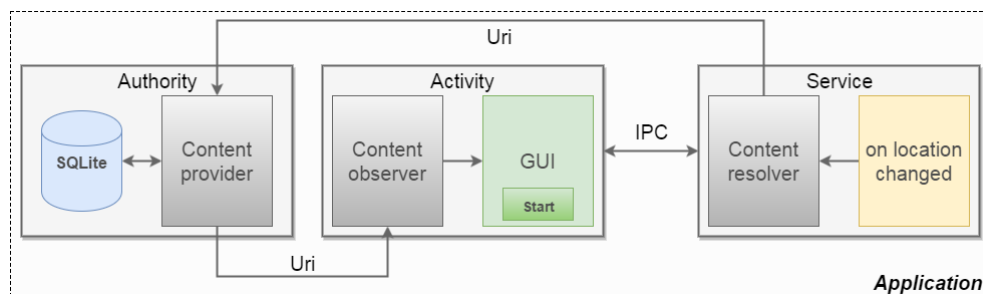 Uri
Authority
Activity
Service
SQLite
Content
provider
Content
observer
GUI
Start
IPC
Content
resolver
on location
changed
Uri
Application